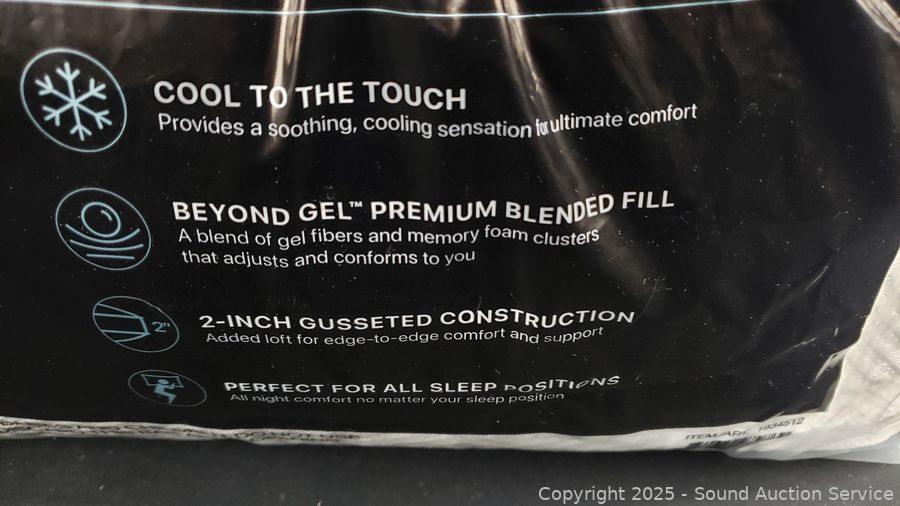 COOL TO THE TOUCH
Provides a soothing, cooling sensation for ultimate comfort
BEYOND GEL™ PREMIUM BLENDED FILL
A blend of gel fibers and memory foam clusters
that adjusts and conforms to you
2"
2-INCH GUSSETED CONSTRUCTION
Added loft for edge-to-edge comfort and support
PERFECT FOR ALL SLEEP POSITIONS
All night comfort no matter your sleep position
ITEM/ART. 1934512
Copyright 2025 - Sound Auction Service